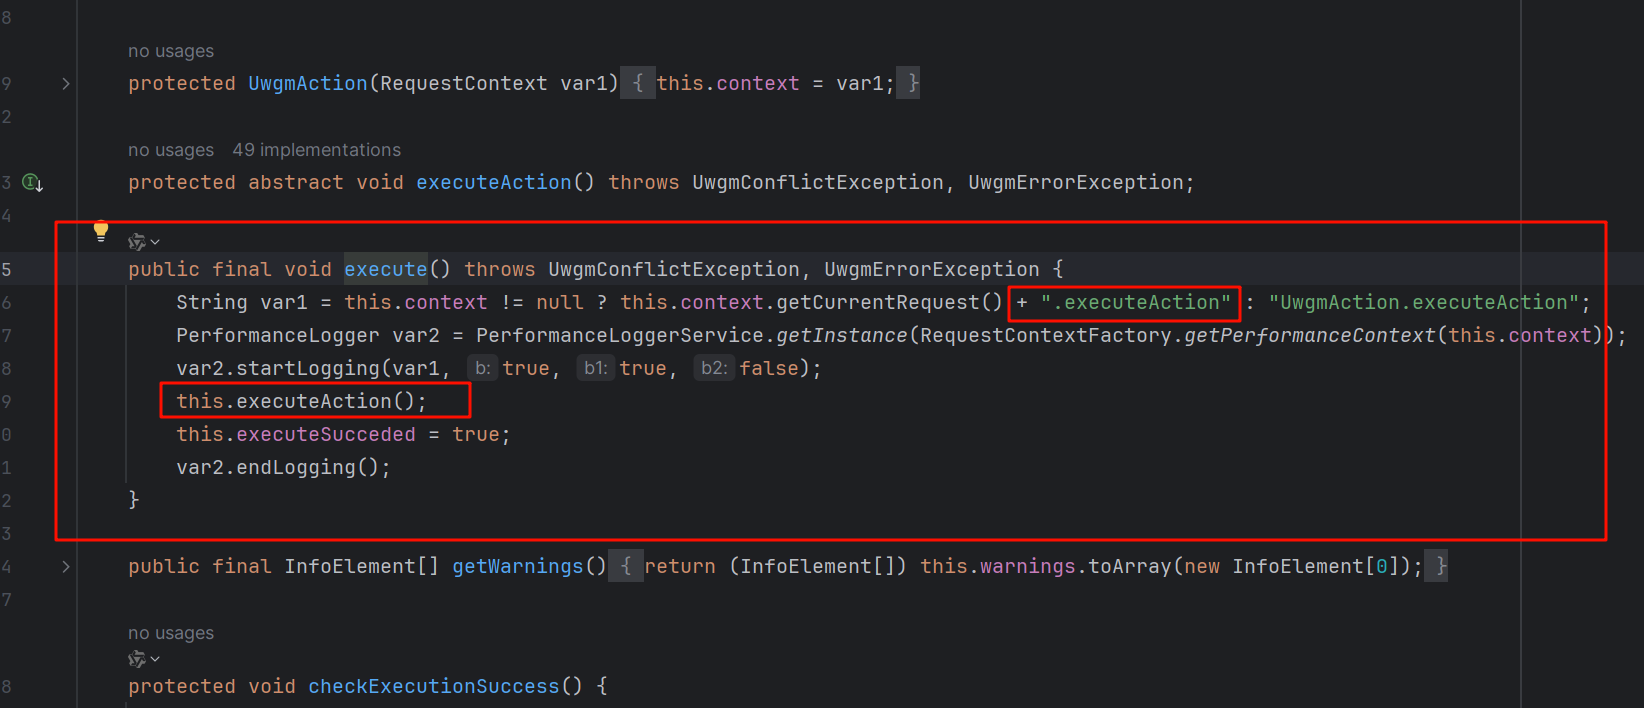 8
no usages
9 protected UwgmAction(RequestContext var1) { this.context = var1; }
2
no usages 49 implementations
3 protected abstract void executeAction() throws UwgmConflictException, UwgmErrorException;
4
5 public final void execute() throws UwgmConflictException, UwgmErrorException {
6 String var1 = this.context != null ? this.context.getCurrentRequest() + ".executeAction" : "UwgmAction.executeAction";
7 PerformanceLogger var2 = PerformanceLoggerService.getInstance(RequestContextFactory.getPerformanceContext(this.context));
8 var2.startLogging(var1, b: true, b1: true, b2: false);
9 this.executeAction();
0 this.executeSucceded = true;
1 var2.endLogging();
2 }
3
4 public final InfoElement[] getWarnings() { return (InfoElement[]) this.warnings.toArray(new InfoElement[0]); }
7
no usages
8 protected void checkExecutionSuccess() {